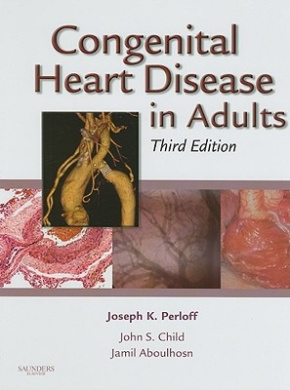 Congenital
Heart Disease
in Adults
Third Edition
Joseph K. Perloff
John S. Child
Jamil Aboulhosn
SAUNDERS
ELSEVIER